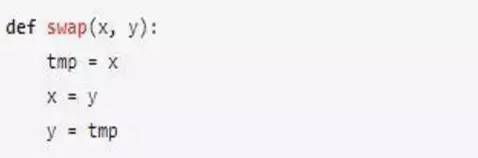 def swap(x, y):
    tmp = x
    x = y
    y = tmp